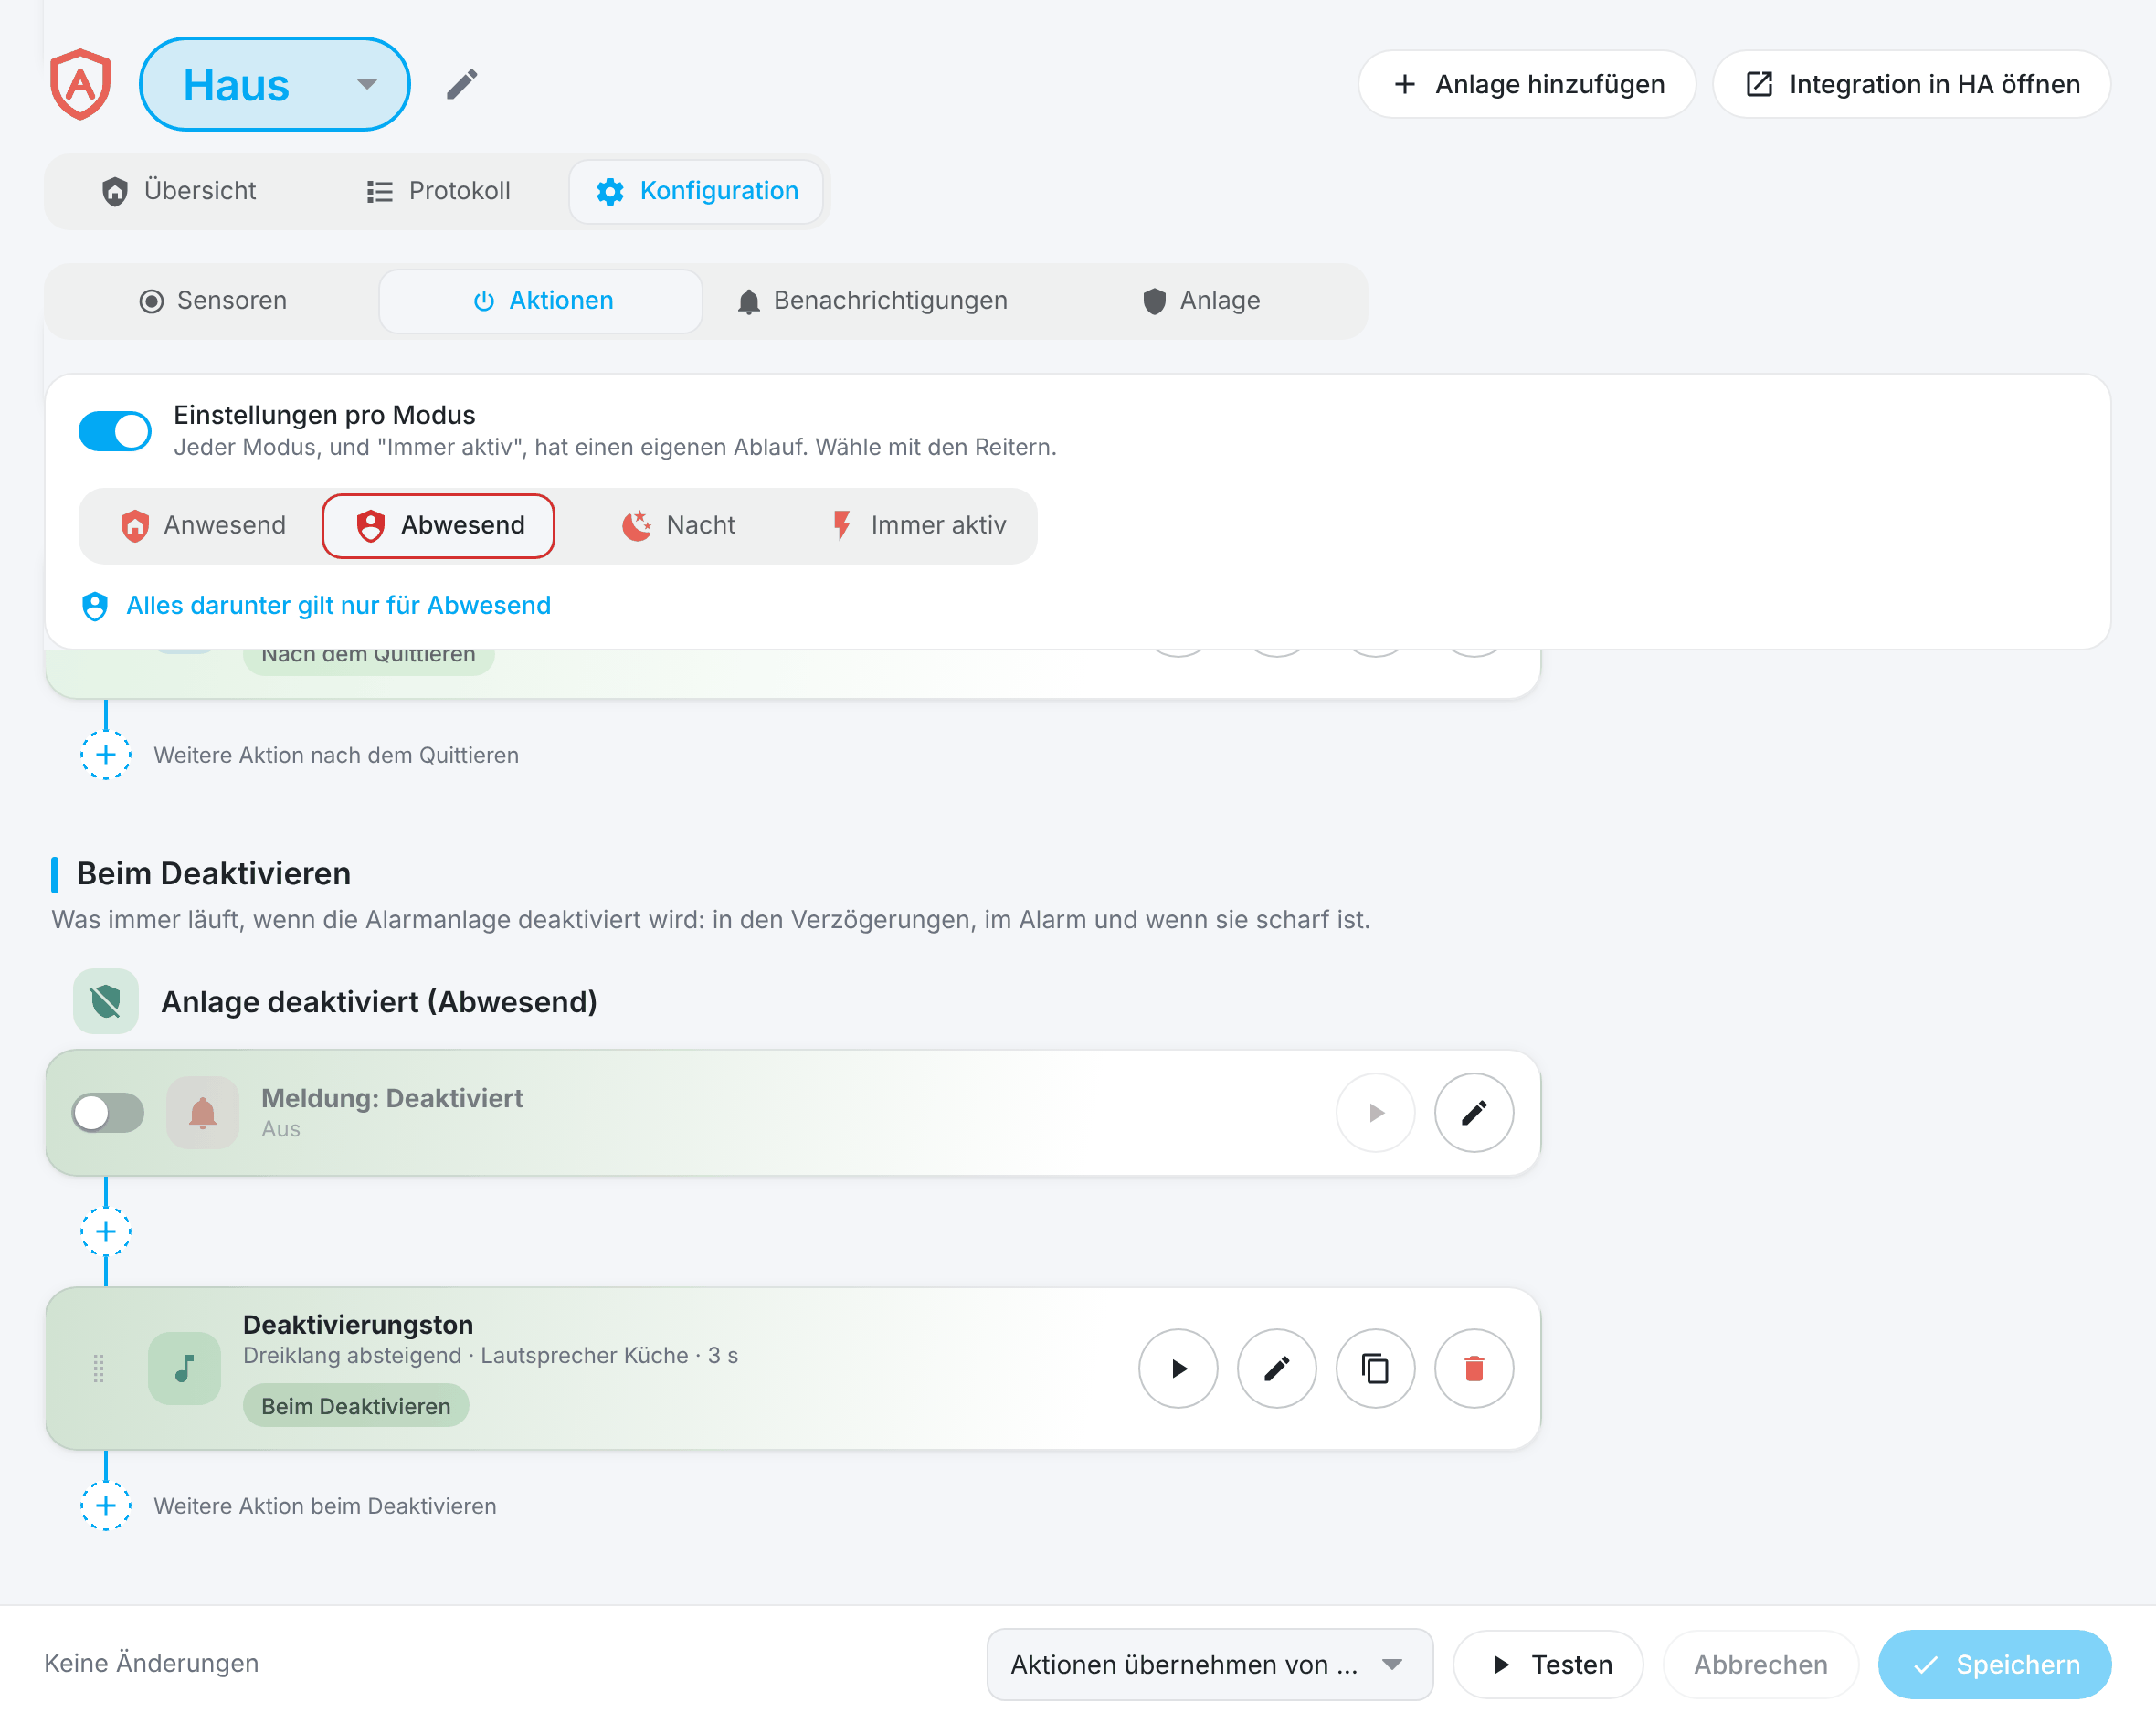 Haus
Anlage hinzufügen
Integration in HA öffnen
Übersicht
Protokoll
Konfiguration
Sensoren
Aktionen
Benachrichtigungen
Anlage
Einstellungen pro Modus
Jeder Modus, und "Immer aktiv", hat einen eigenen Ablauf. Wähle mit den Reitern.
Anwesend
Abwesend
Nacht
Immer aktiv
Alles darunter gilt nur für Abwesend
Nach dem Quittieren
Weitere Aktion nach dem Quittieren
Beim Deaktivieren
Was immer läuft, wenn die Alarmanlage deaktiviert wird: in den Verzögerungen, im Alarm und wenn sie scharf ist.
Anlage deaktiviert (Abwesend)
Meldung: Deaktiviert
Aus
Deaktivierungston
Dreiklang absteigend · Lautsprecher Küche · 3 s
Beim Deaktivieren
Weitere Aktion beim Deaktivieren
Keine Änderungen
Aktionen übernehmen von ...
Testen
Abbrechen
Speichern